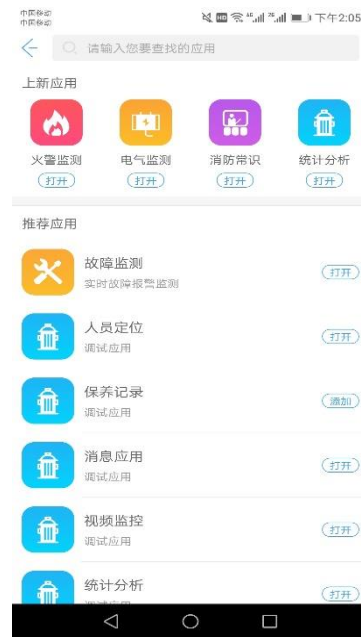 中国移动
中国移动
HD 4G 2G 下午2:05
请输入您要查找的应用
上新应用
火警监测 电气监测 消防常识 统计分析
打开 打开 打开 打开
推荐应用
故障监测
实时故障报警监测
打开
人员定位
调试应用
打开
保养记录
调试应用
添加
消息应用
调试应用
打开
视频监控
调试应用
打开
统计分析
打开